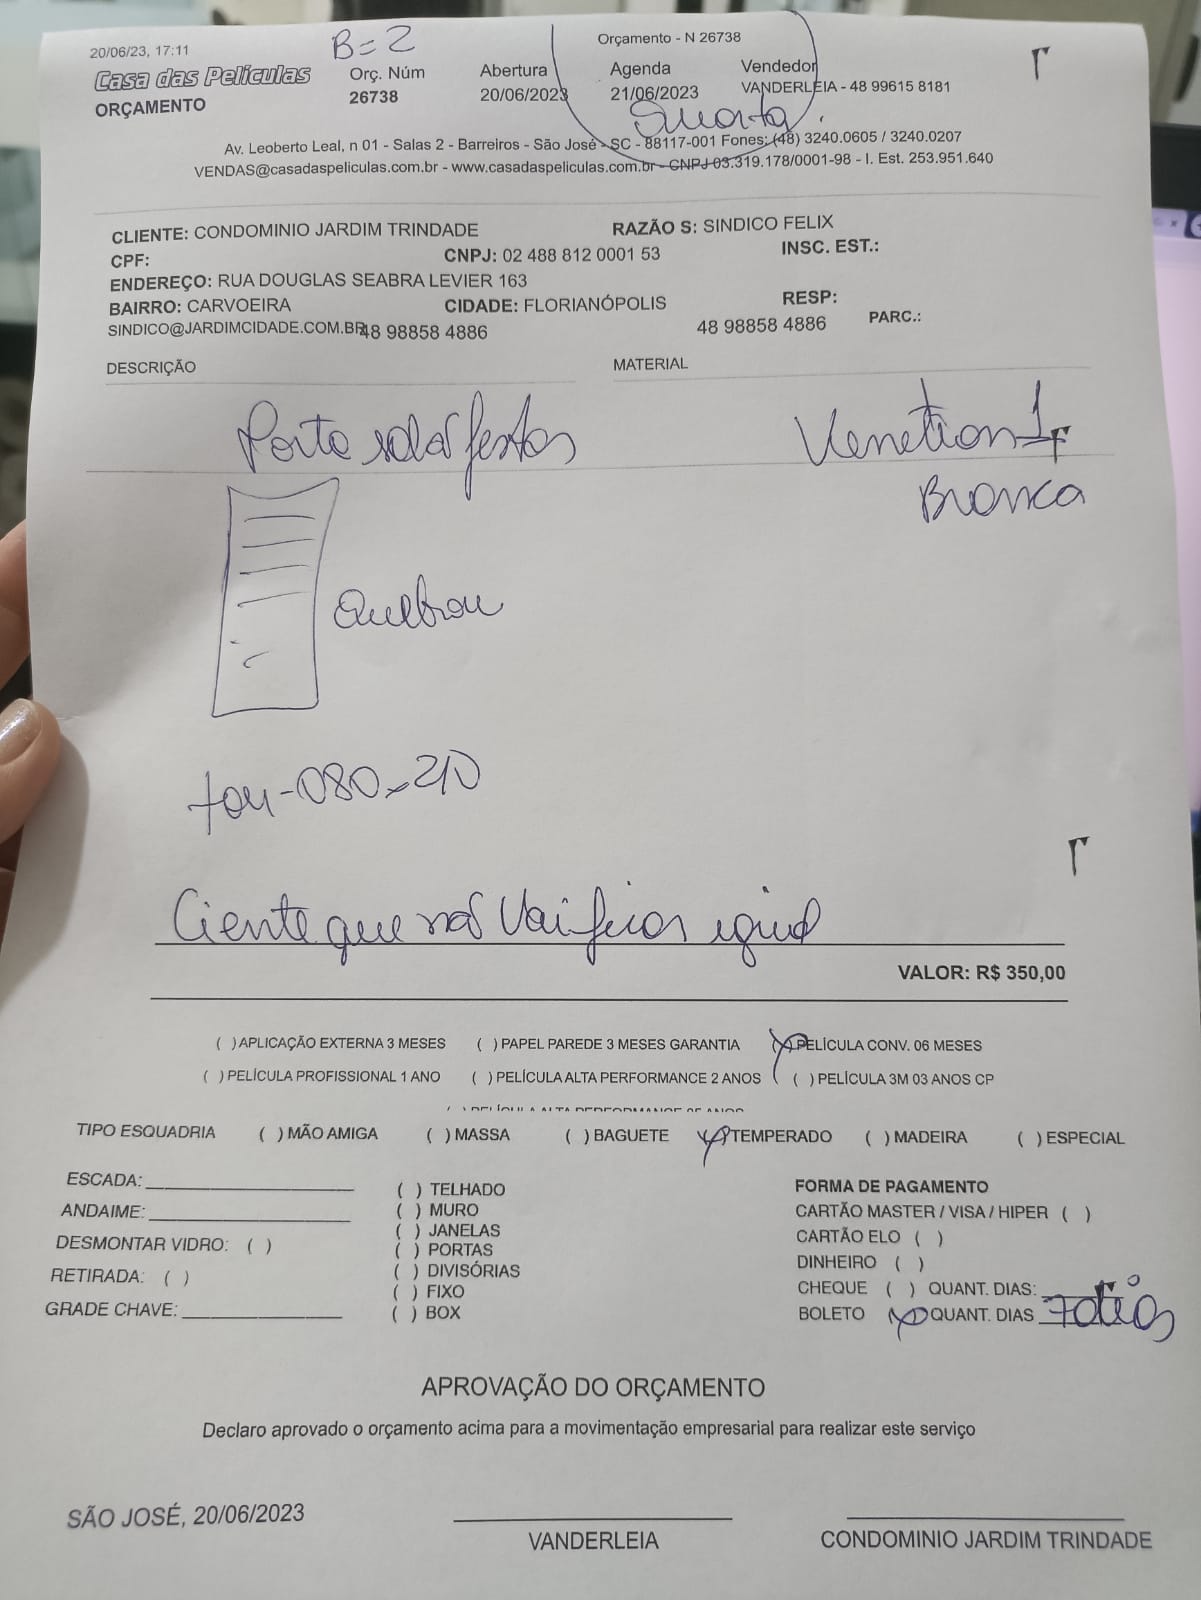 20/06/23, 17:11
B=2
Orçamento - N 26738
Casa das Películas
ORÇAMENTO
Orç. Núm
26738
Abertura
20/06/2023
Agenda
21/06/2023
Vendedor
VANDERLEIA - 48 99615 8181
Quarta
Av. Leoberto Leal, n 01 - Salas 2 - Barreiros - São José - SC - 88117-001 Fones: (48) 3240.0605 / 3240.0207
VENDAS@casadaspeliculas.com.br - www.casadaspeliculas.com.br - CNPJ 03.319.178/0001-98 - I. Est. 253.951.640
CLIENTE: CONDOMINIO JARDIM TRINDADE RAZÃO S: SINDICO FELIX
CPF: CNPJ: 02 488 812 0001 53 INSC. EST.:
ENDEREÇO: RUA DOUGLAS SEABRA LEVIER 163
BAIRRO: CARVOEIRA CIDADE: FLORIANÓPOLIS RESP:
SINDICO@JARDIMCIDADE.COM.BR 48 98858 4886 48 98858 4886 PARC.:
DESCRIÇÃO MATERIAL
Porta festas
Branca
Quebrou
080x210
Ciente que não Vai ficar igual
VALOR: R$ 350,00
( ) APLICAÇÃO EXTERNA 3 MESES ( ) PAPEL PAREDE 3 MESES GARANTIA (X) PELÍCULA CONV. 06 MESES
( ) PELÍCULA PROFISSIONAL 1 ANO ( ) PELÍCULA ALTA PERFORMANCE 2 ANOS ( ) PELÍCULA 3M 03 ANOS CP
TIPO ESQUADRIA ( ) MÃO AMIGA ( ) MASSA ( ) BAGUETE (X) TEMPERADO ( ) MADEIRA ( ) ESPECIAL
ESCADA:
ANDAIME:
DESMONTAR VIDRO: ( )
RETIRADA: ( )
GRADE CHAVE:
( ) TELHADO
( ) MURO
( ) JANELAS
( ) PORTAS
( ) DIVISÓRIAS
( ) FIXO
( ) BOX
FORMA DE PAGAMENTO
CARTÃO MASTER / VISA / HIPER ( )
CARTÃO ELO ( )
DINHEIRO ( )
CHEQUE ( ) QUANT. DIAS:
BOLETO (X) QUANT. DIAS 7 dias
APROVAÇÃO DO ORÇAMENTO
Declaro aprovado o orçamento acima para a movimentação empresarial para realizar este serviço
SÃO JOSÉ, 20/06/2023
VANDERLEIA
CONDOMINIO JARDIM TRINDADE